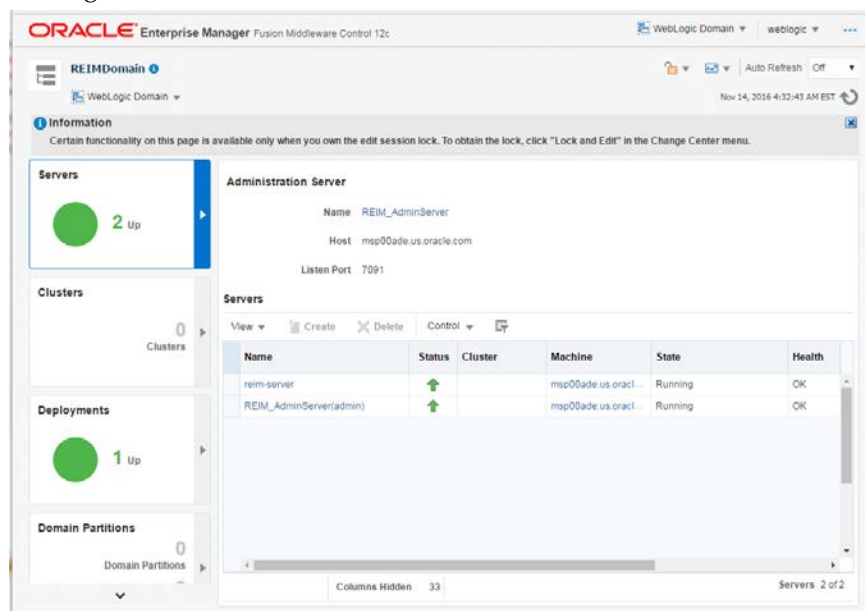 ORACLE Enterprise Manager Fusion Middleware Control 12c WebLogic Domain weblogic
REIMDomain
WebLogic Domain
Auto Refresh Off
Nov 14, 2016 4:32:43 AM EST
Information
Certain functionality on this page is available only when you own the edit session lock. To obtain the lock, click "Lock and Edit" in the Change Center menu.
Servers
2 Up
Clusters
0
Clusters
Deployments
1 Up
Domain Partitions
0
Domain Partitions
Administration Server
Name REIM_AdminServer
Host msp00ade.us.oracle.com
Listen Port 7091
Servers
View Create Delete Control
Name Status Cluster Machine State Health
reim-server msp00ade.us.oracl... Running OK
REIM_AdminServer(admin) msp00ade.us.oracl... Running OK
Columns Hidden 33 Servers 2 of 2